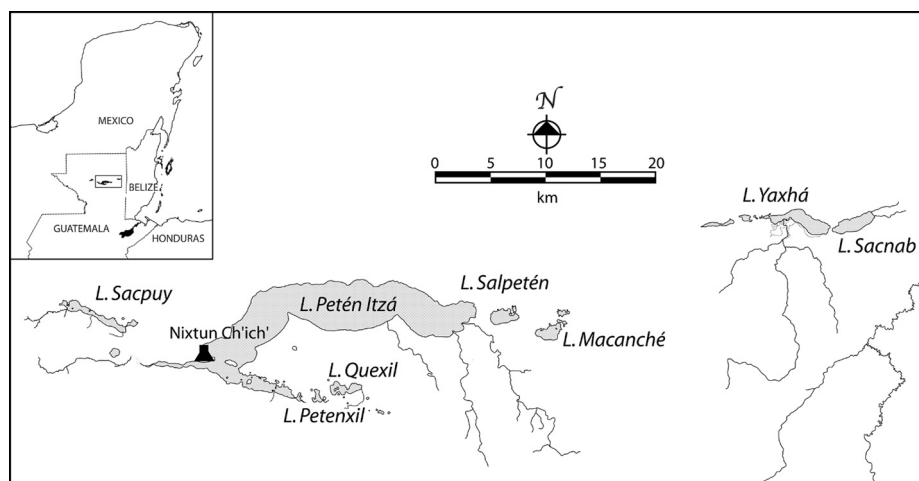 MEXICO
BELIZE
GUATEMALA
HONDURAS
N
0 5 10 15 20
km
L. Yaxhá
L. Sacnab
L. Salpetén
L. Sacpuy
L. Petén Itzá
Nixtun Ch'ich'
L. Macanché
L. Quexil
L. Petenxil